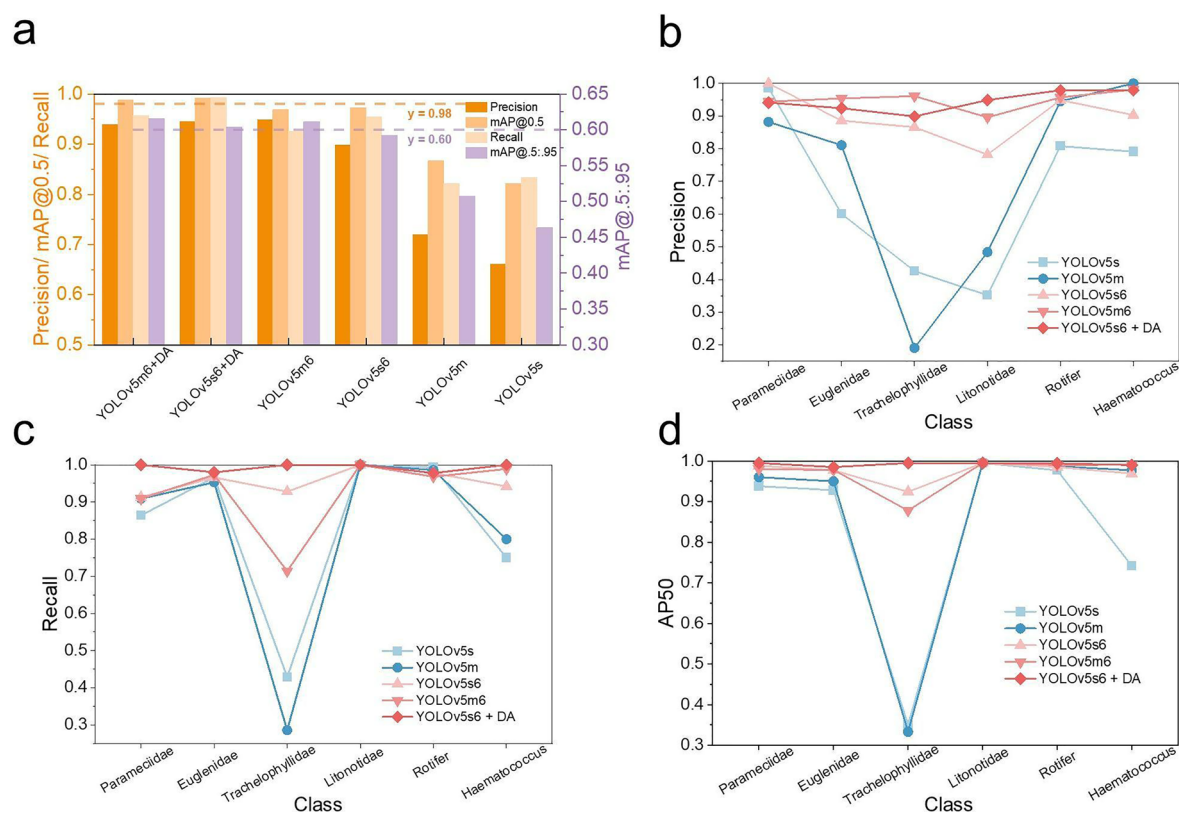 a
Precision/ mAP@0.5/ Recall
1.0
0.9
0.8
0.7
0.6
0.5
y = 0.98
y = 0.60
Precision
mAP@0.5
Recall
mAP@.5:.95
0.65
0.60
0.55
0.50
0.45
0.40
0.35
0.30
mAP@.5:.95
YOLOv5m6+DA
YOLOv5s6+DA
YOLOv5m6
YOLOv5s6
YOLOv5m
YOLOv5s
b
Precision
1.0
0.9
0.8
0.7
0.6
0.5
0.4
0.3
0.2
YOLOv5s
YOLOv5m
YOLOv5s6
YOLOv5m6
YOLOv5s6 + DA
Parameciidae
Euglenidae
Trachelophyllidae
Litonotidae
Rotifer
Haematococcus
Class
c
Recall
1.0
0.9
0.8
0.7
0.6
0.5
0.4
0.3
YOLOv5s
YOLOv5m
YOLOv5s6
YOLOv5m6
YOLOv5s6 + DA
Parameciidae
Euglenidae
Trachelophyllidae
Litonotidae
Rotifer
Haematococcus
Class
d
AP50
1.0
0.9
0.8
0.7
0.6
0.5
0.4
0.3
YOLOv5s
YOLOv5m
YOLOv5s6
YOLOv5m6
YOLOv5s6 + DA
Parameciidae
Euglenidae
Trachelophyllidae
Litonotidae
Rotifer
Haematococcus
Class